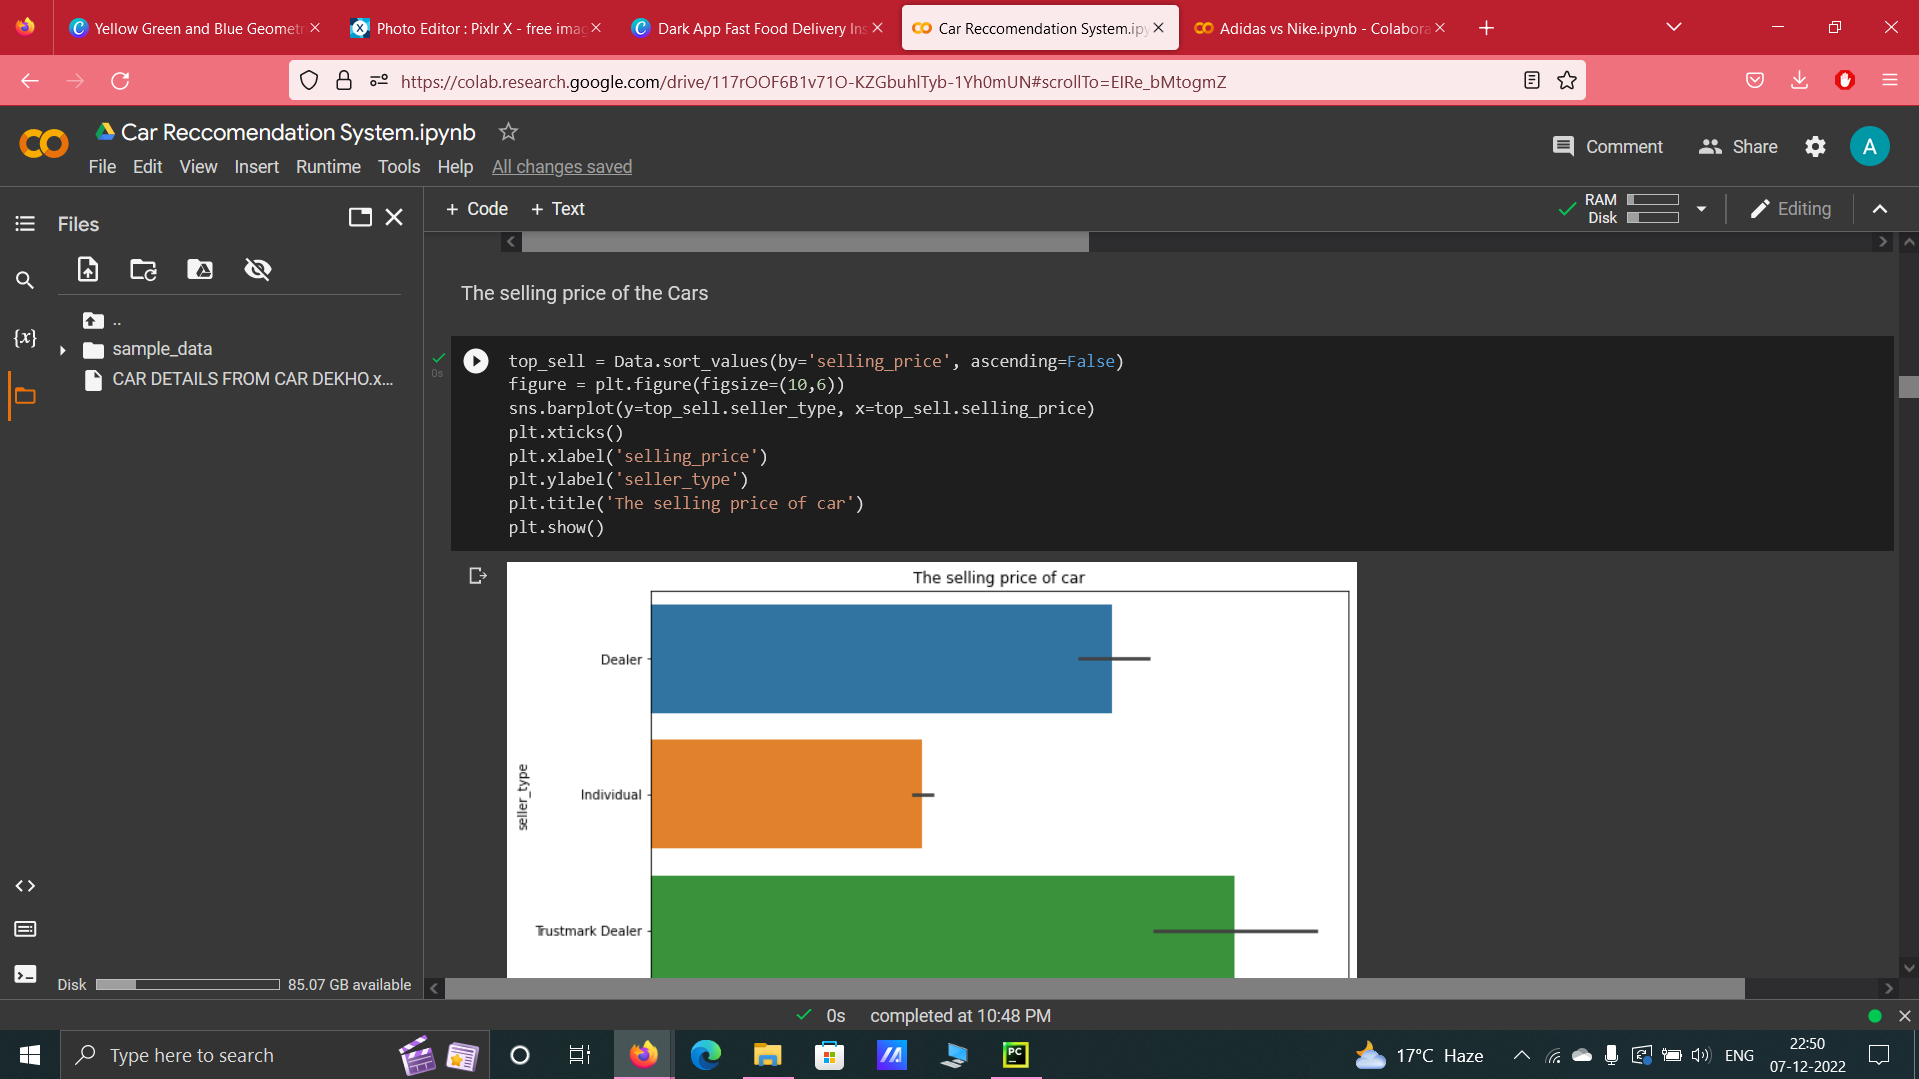 Yellow Green and Blue Geometr
Photo Editor : Pixlr X - free imag
Dark App Fast Food Delivery Ins
Car Reccomendation System.ipy
Adidas vs Nike.ipynb - Colabora
https://colab.research.google.com/drive/117rOOF6B1v71O-KZGbuhlTyb-1Yh0mUN#scrollTo=EIRe_bMtogmZ
Car Reccomendation System.ipynb
File Edit View Insert Runtime Tools Help All changes saved
Comment
Share
A
Files
+ Code + Text
RAM
Disk
Editing
..
sample_data
CAR DETAILS FROM CAR DEKHO.x...
{x}
The selling price of the Cars
0s
top_sell = Data.sort_values(by='selling_price', ascending=False)
figure = plt.figure(figsize=(10,6))
sns.barplot(y=top_sell.seller_type, x=top_sell.selling_price)
plt.xticks()
plt.xlabel('selling_price')
plt.ylabel('seller_type')
plt.title('The selling price of car')
plt.show()
The selling price of car
Dealer
Individual
Trustmark Dealer
seller_type
Disk 85.07 GB available
0s completed at 10:48 PM
Type here to search
PC
17°C Haze
ENG
22:50
07-12-2022